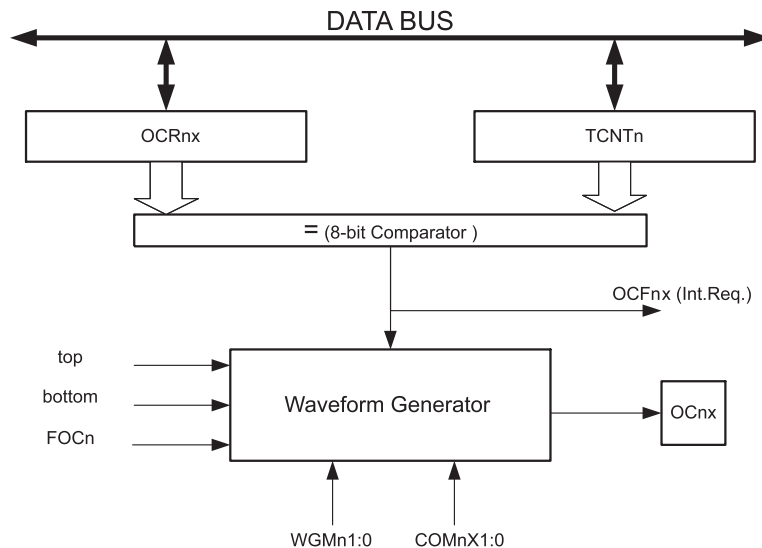 DATA BUS
OCRnx
TCNTn
= (8-bit Comparator )
OCFnx (Int.Req.)
top
bottom
FOCn
Waveform Generator
OCnx
WGMn1:0
COMnX1:0